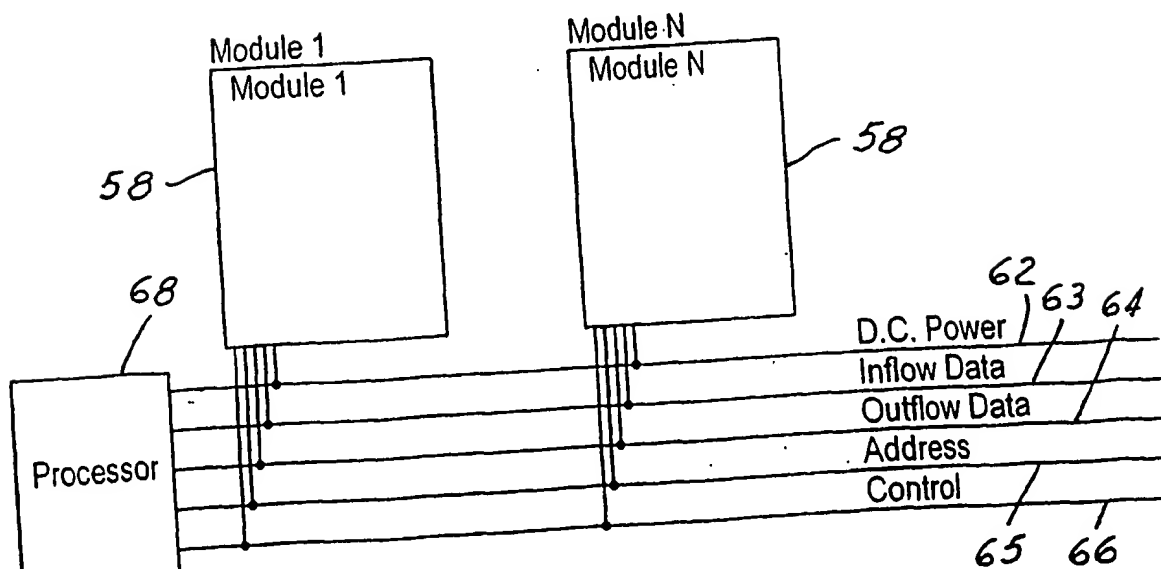 Module 1
Module 1
Module N
Module N
58
58
68
62
63
64
D.C. Power
Inflow Data
Outflow Data
Address
Control
Processor
65
66